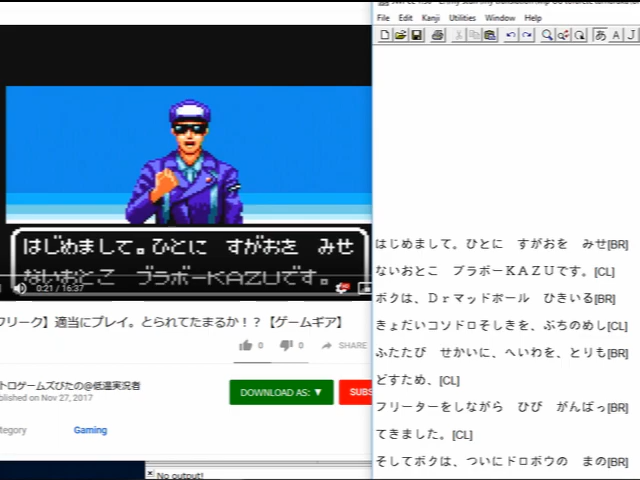 File Edit Kanji Utilities Window Help
はじめまして。ひとに　すがおを　みせ
ないおとこ　ブラボーKAZUです。
0:21 / 16:37
フリーク】適当にプレイ。とられてたまるか！？【ゲームギア】
0 0 SHARE
トロゲームズびたの@低温実況者
blished on Nov 27, 2017
DOWNLOAD AS: ▼
SUBS
tegory Gaming
No output!
はじめまして。ひとに　すがおを　みせ[BR]
ないおとこ　ブラボーＫＡＺＵです。[CL]
ボクは、Ｄｒマッドボール　ひきいる[BR]
きょだいコソドロそしきを、ぶちのめし[CL]
ふたたび　せかいに、へいわを、とりも[BR]
どすため、[CL]
フリーターをしながら　ひび　がんばっ[BR]
てきました。[CL]
そしてボクは、ついにドロボウの　まの[BR]